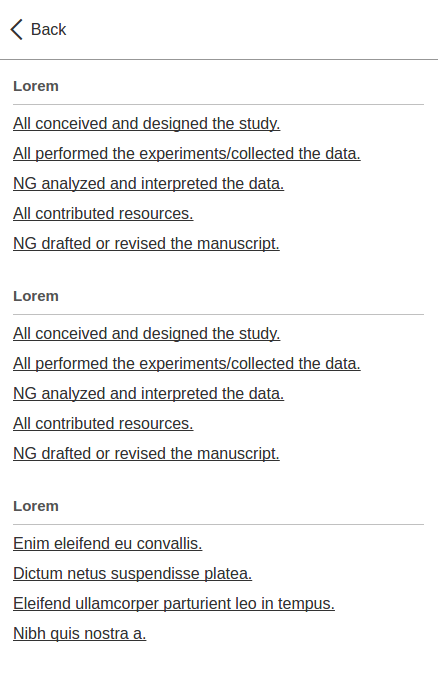 Back
Lorem
All conceived and designed the study.
All performed the experiments/collected the data.
NG analyzed and interpreted the data.
All contributed resources.
NG drafted or revised the manuscript.
Lorem
All conceived and designed the study.
All performed the experiments/collected the data.
NG analyzed and interpreted the data.
All contributed resources.
NG drafted or revised the manuscript.
Lorem
Enim eleifend eu convallis.
Dictum netus suspendisse platea.
Eleifend ullamcorper parturient leo in tempus.
Nibh quis nostra a.